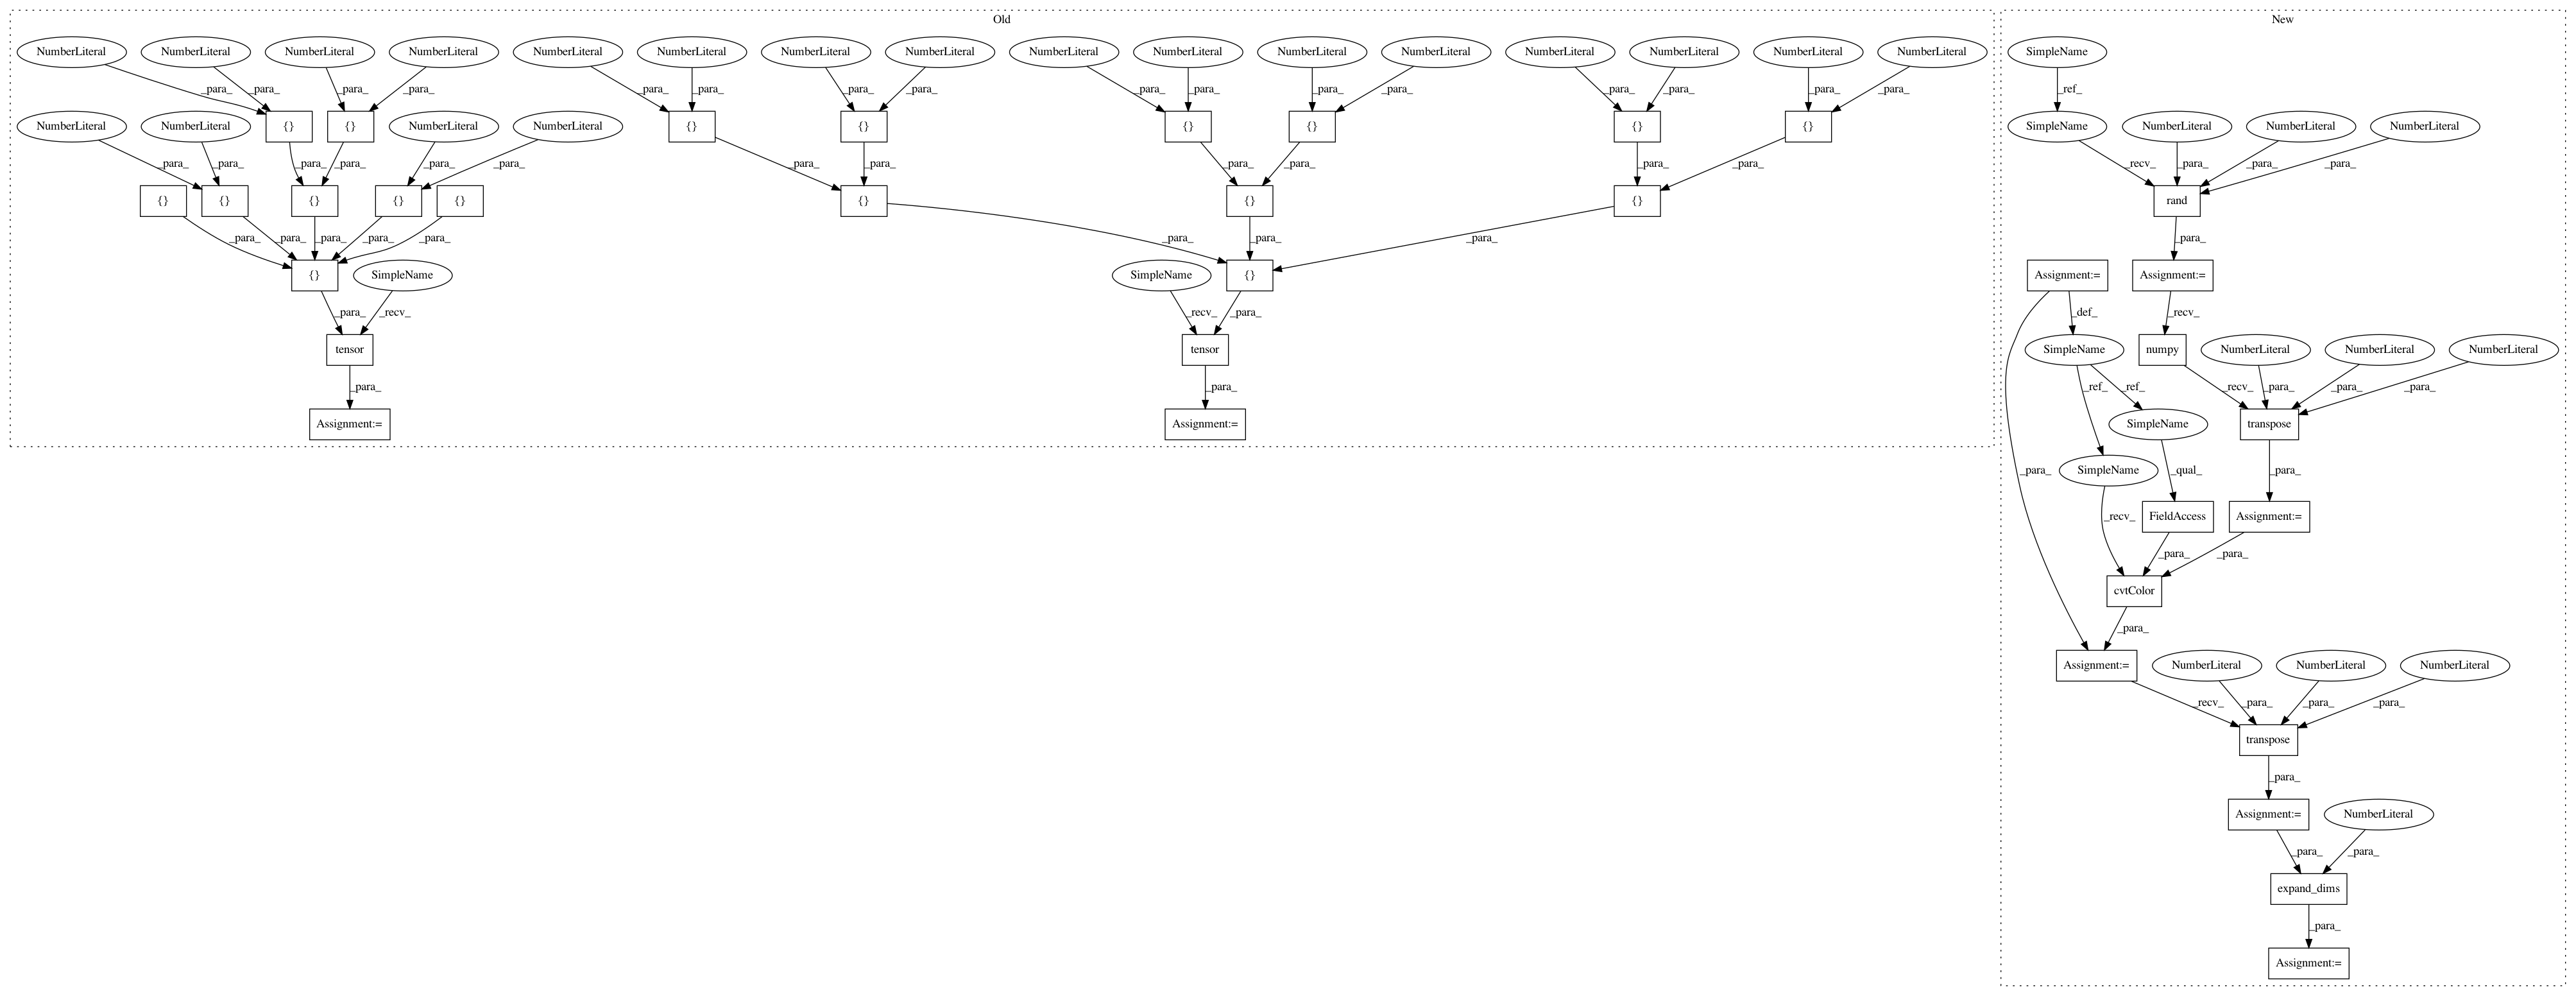 Old
New
NumberLiteral NumberLiteral NumberLiteral NumberLiteral NumberLiteral NumberLiteral NumberLiteral NumberLiteral NumberLiteral NumberLiteral NumberLiteral NumberLiteral NumberLiteral NumberLiteral NumberLiteral NumberLiteral SimpleName
_para_ _para_ _para_ _para_ _para_ _para_ _para_ _para_ _para_ _para_ _para_ _para_ _para_ _para_ _para_ _para_ _ref_
NumberLiteral NumberLiteral {} {} NumberLiteral NumberLiteral {} {} {} {} {} {} SimpleName NumberLiteral NumberLiteral NumberLiteral
_para_ _para_ _para_ _para_ _para_ _para_ _para_ _para_ _para_ _para_ _para_ _para_ _recv_ _para_ _para_ _para_
{} {} {} {} {} {} {} {} rand
_para_ _para_ _para_ _para_ _para_ _para_ _para_ _para_ _para_
{} SimpleName SimpleName {} Assignment:= Assignment:=
_para_ _recv_ _recv_ _para_ _def_ _recv_
tensor tensor SimpleName numpy NumberLiteral NumberLiteral NumberLiteral
_para_ _para_ _ref_ _ref_ _recv_ _para_ _para_ _para_
Assignment:= Assignment:= SimpleName transpose
_para_ _qual_ _para_
SimpleName
FieldAccess Assignment:=
_recv_
_para_ _para_
cvtColor
_para_
Assignment:= NumberLiteral NumberLiteral NumberLiteral
_recv_ _para_ _para_ _para_
transpose
_para_
Assignment:= NumberLiteral
_para_ _para_
expand_dims
_para_
Assignment:=